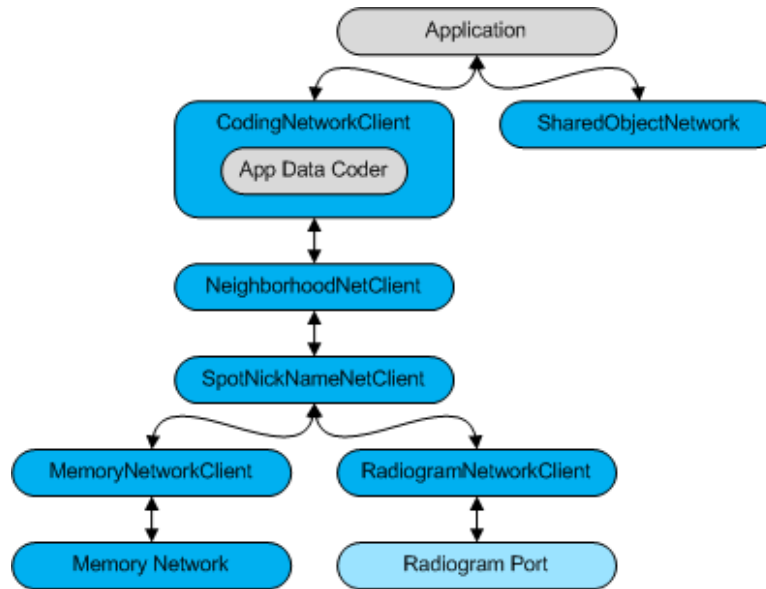 Application
CodingNetworkClient
SharedObjectNetwork
App Data Coder
NeighborhoodNetClient
SpotNickNameNetClient
MemoryNetworkClient
RadiogramNetworkClient
Memory Network
Radiogram Port